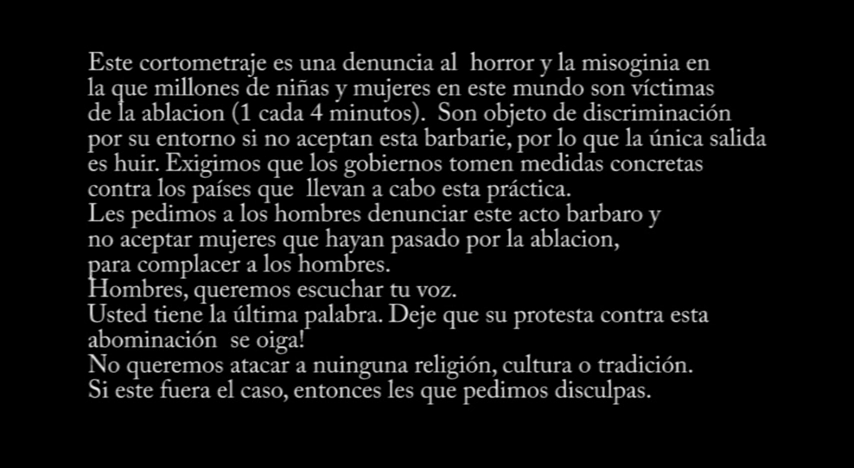 Este cortometraje es una denuncia al  horror y la misoginia en
la que millones de niñas y mujeres en este mundo son víctimas
de la ablacion (1 cada 4 minutos).  Son objeto de discriminación
por su entorno si no aceptan esta barbarie, por lo que la única salida
es huir. Exigimos que los gobiernos tomen medidas concretas
contra los países que  llevan a cabo esta práctica.
Les pedimos a los hombres denunciar este acto barbaro y
no aceptar mujeres que hayan pasado por la ablacion,
para complacer a los hombres.
Hombres, queremos escuchar tu voz.
Usted tiene la última palabra. Deje que su protesta contra esta
abominación  se oiga!
No queremos atacar a nuinguna religión, cultura o tradición.
Si este fuera el caso, entonces les que pedimos disculpas.